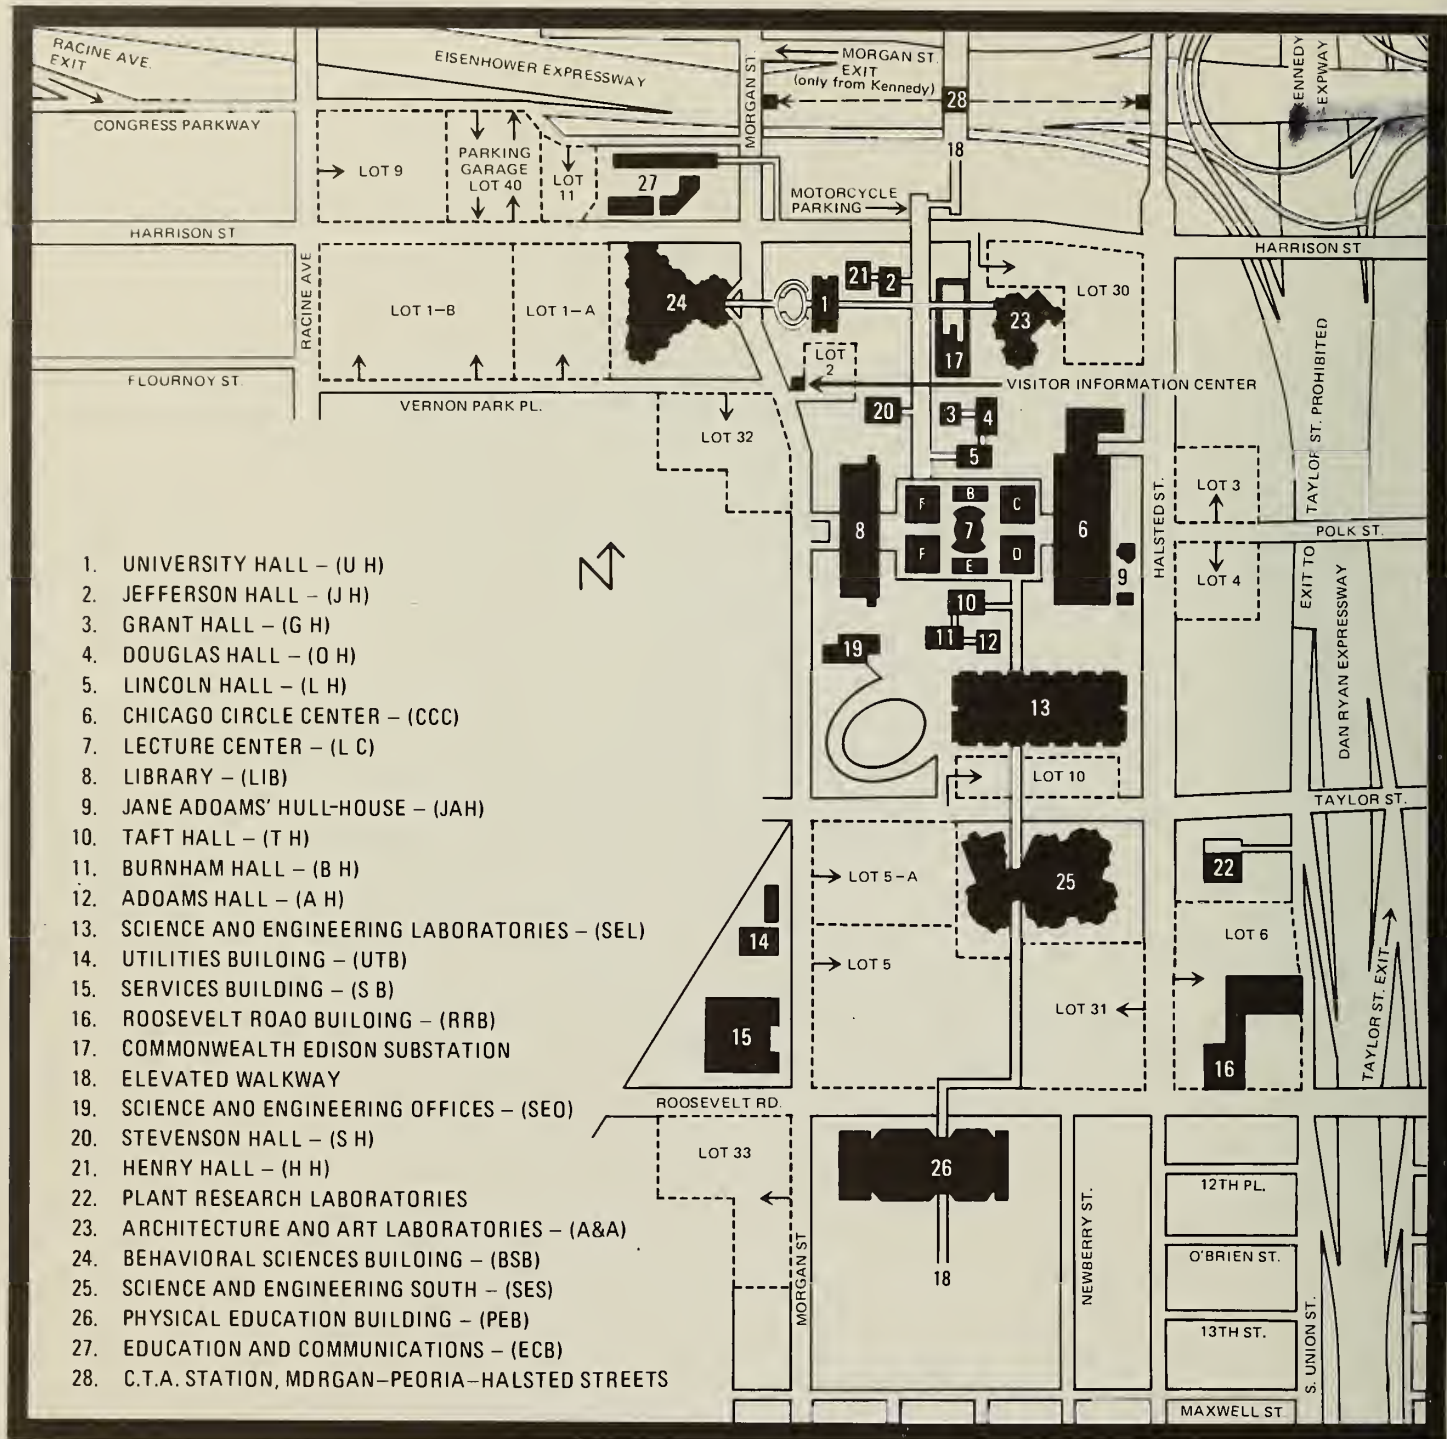 RACINE AVE.
EXIT
EISENHOWER EXPRESSWAY
MORGAN ST.
MORGAN ST.
EXIT
(only from Kennedy)
28
KENNEDY
EXPWAY
CONGRESS PARKWAY
LOT 9
PARKING
GARAGE
LOT 40
LOT
11
27
18
MOTORCYCLE
PARKING
HARRISON ST
HARRISON ST
RACINE AVE
LOT 1-B
LOT 1-A
24
1
21
2
17
23
LOT 30
LOT
2
VISITOR INFORMATION CENTER
FLOURNOY ST.
VERNON PARK PL.
LOT 32
20
3
4
5
TAYLOR ST. PROHIBITED
EXIT TO
HALSTED ST.
LOT 3
POLK ST.
LOT 4
8
F
B
C
7
F
E
D
6
9
N
10
11
12
19
13
DAN RYAN EXPRESSWAY
LOT 10
TAYLOR ST.
LOT 5-A
25
22
14
LOT 5
LOT 6
LOT 31
15
16
TAYLOR ST. EXIT
ROOSEVELT RD.
LOT 33
26
18
MORGAN ST
NEWBERRY ST.
12TH PL.
O'BRIEN ST.
13TH ST.
S. UNION ST.
MAXWELL ST
1. UNIVERSITY HALL – (U H)
2. JEFFERSON HALL – (J H)
3. GRANT HALL – (G H)
4. DOUGLAS HALL – (O H)
5. LINCOLN HALL – (L H)
6. CHICAGO CIRCLE CENTER – (CCC)
7. LECTURE CENTER – (L C)
8. LIBRARY – (LIB)
9. JANE ADOAMS' HULL-HOUSE – (JAH)
10. TAFT HALL – (T H)
11. BURNHAM HALL – (B H)
12. ADOAMS HALL – (A H)
13. SCIENCE ANO ENGINEERING LABORATORIES – (SEL)
14. UTILITIES BUILDING – (UTB)
15. SERVICES BUILDING – (S B)
16. ROOSEVELT ROAO BUILOING – (RRB)
17. COMMONWEALTH EDISON SUBSTATION
18. ELEVATED WALKWAY
19. SCIENCE ANO ENGINEERING OFFICES – (SEO)
20. STEVENSON HALL – (S H)
21. HENRY HALL – (H H)
22. PLANT RESEARCH LABORATORIES
23. ARCHITECTURE ANO ART LABORATORIES – (A&A)
24. BEHAVIORAL SCIENCES BUILOING – (BSB)
25. SCIENCE AND ENGINEERING SOUTH – (SES)
26. PHYSICAL EDUCATION BUILDING – (PEB)
27. EDUCATION AND COMMUNICATIONS – (ECB)
28. C.T.A. STATION, MDRGAN–PEORIA–HALSTED STREETS